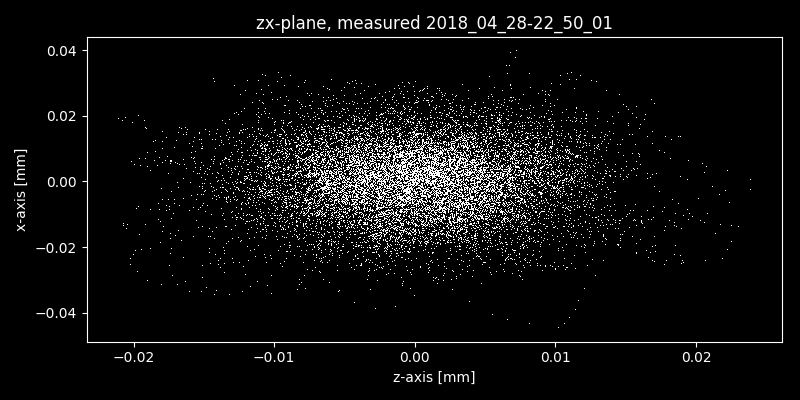 zx-plane, measured 2018_04_28-22_50_01
0.04
0.02
0.00
−0.02
−0.04
x-axis [mm]
−0.02 −0.01 0.00 0.01 0.02
z-axis [mm]